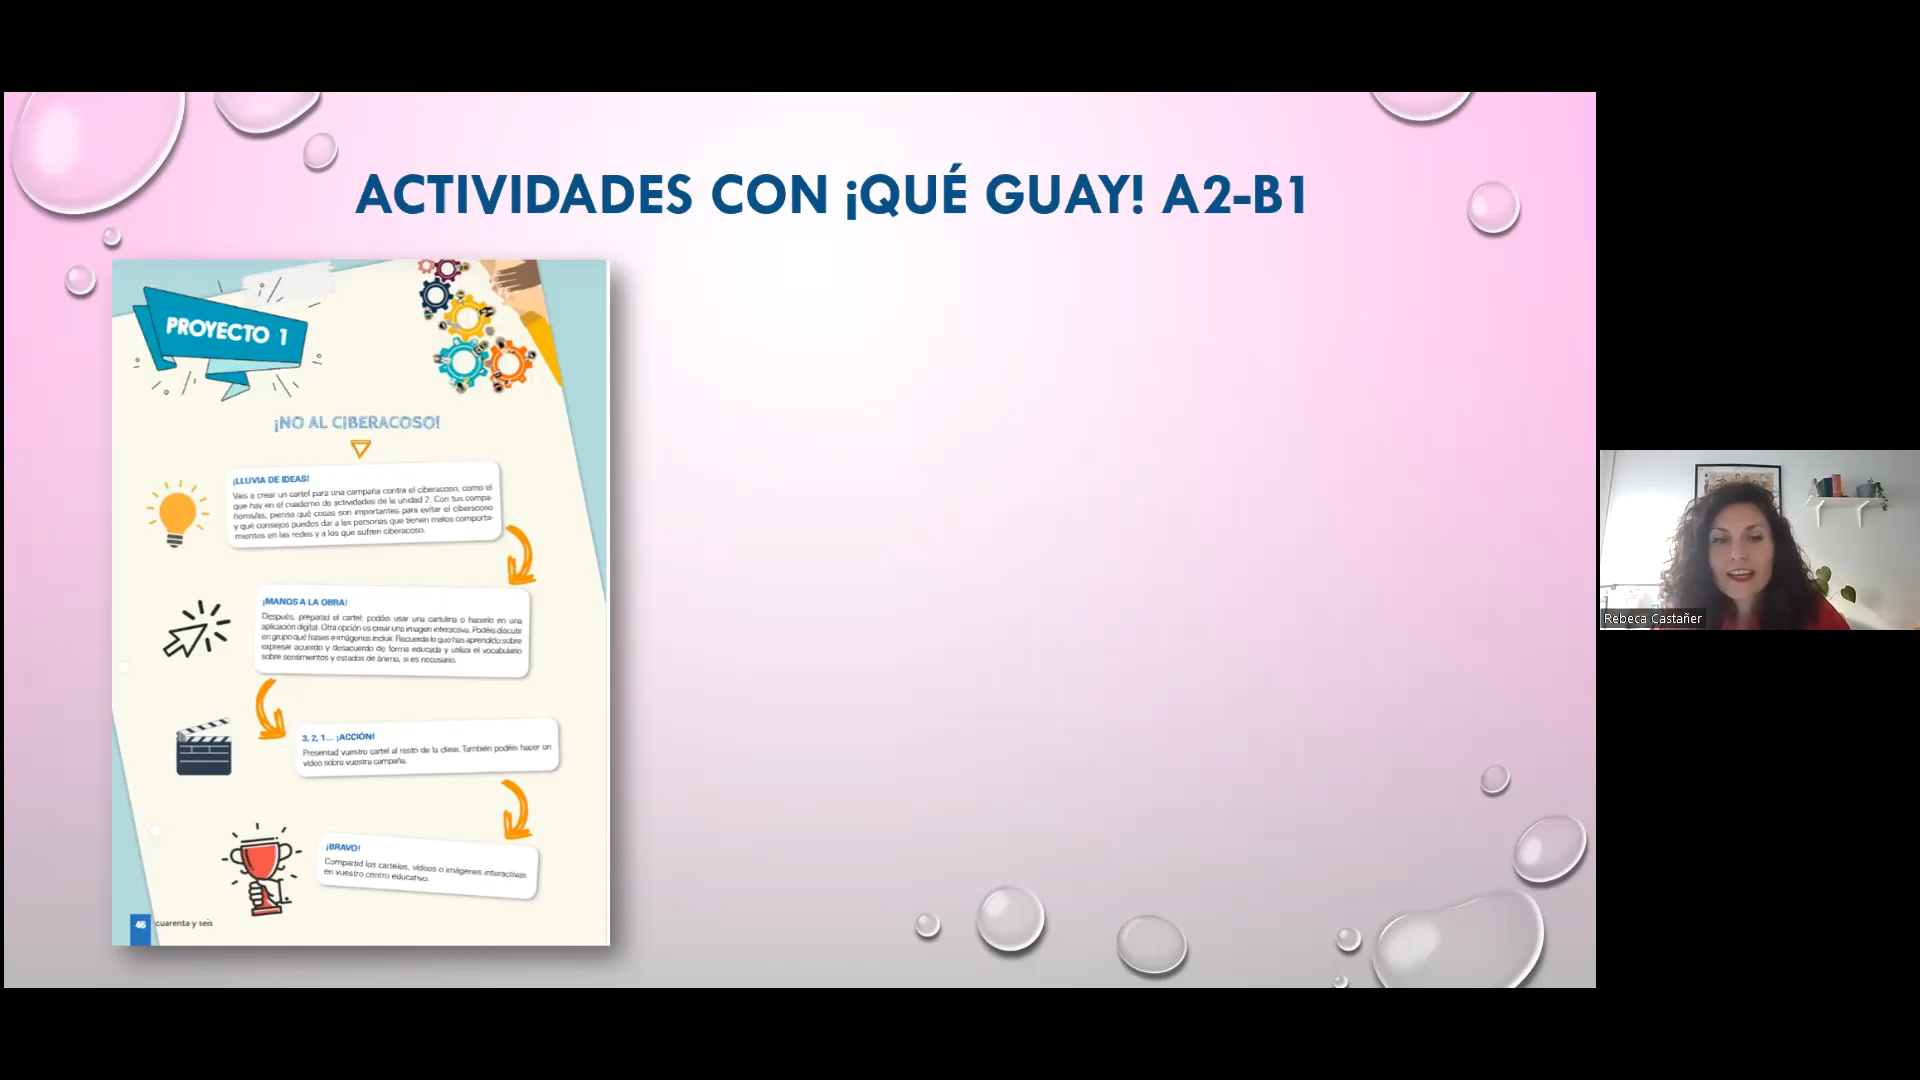 ACTIVIDADES CON ¡QUÉ GUAY! A2-B1
PROYECTO 1
¡NO AL CIBERACOSO!
¡LLUVIA DE IDEAS!
Vais a crear un cartel para una campaña contra el ciberacoso, como el
que hay en el cuaderno de actividades de la unidad 2. Con tus compa-
ñeros/as, piensa qué cosas son importantes para evitar el ciberacoso
y qué consejos puedes dar a las personas que tienen malos comporta-
mientos en las redes y a los que sufren ciberacoso.
¡MANOS A LA OBRA!
Después, preparad el cartel: podéis usar una cartulina o hacerlo en una
aplicación digital. Otra opción es crear una imagen interactiva. Podéis discutir
en grupo qué frases e imágenes incluir. Recuerda lo que has aprendido sobre
expresar acuerdo y desacuerdo de forma educada y utiliza el vocabulario
sobre sentimientos y estados de ánimo, si es necesario.
3, 2, 1... ¡ACCIÓN!
Presentad vuestro cartel al resto de la clase. También podéis hacer un
vídeo sobre vuestra campaña.
¡BRAVO!
Compartid los carteles, vídeos o imágenes interactivas
en vuestro centro educativo.
46 cuarenta y seis
Rebeca Castañer